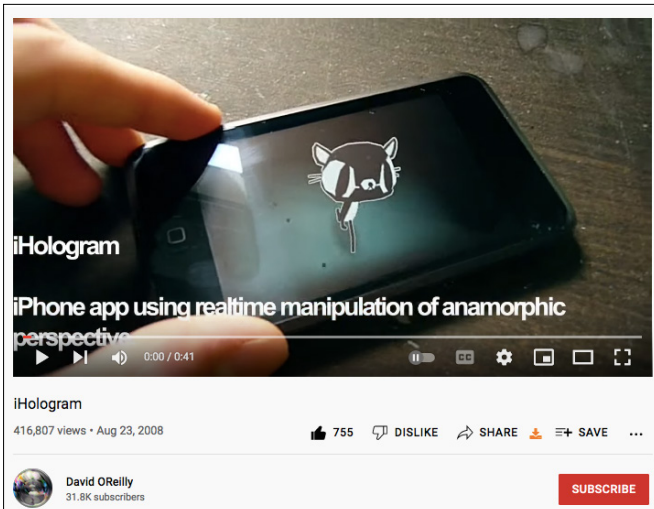 iHologram
iPhone app using realtime manipulation of anamorphic
perspective
0:00 / 0:41
CC
iHologram
416,807 views • Aug 23, 2008
755 DISLIKE SHARE SAVE
David OReilly
31.8K subscribers
SUBSCRIBE